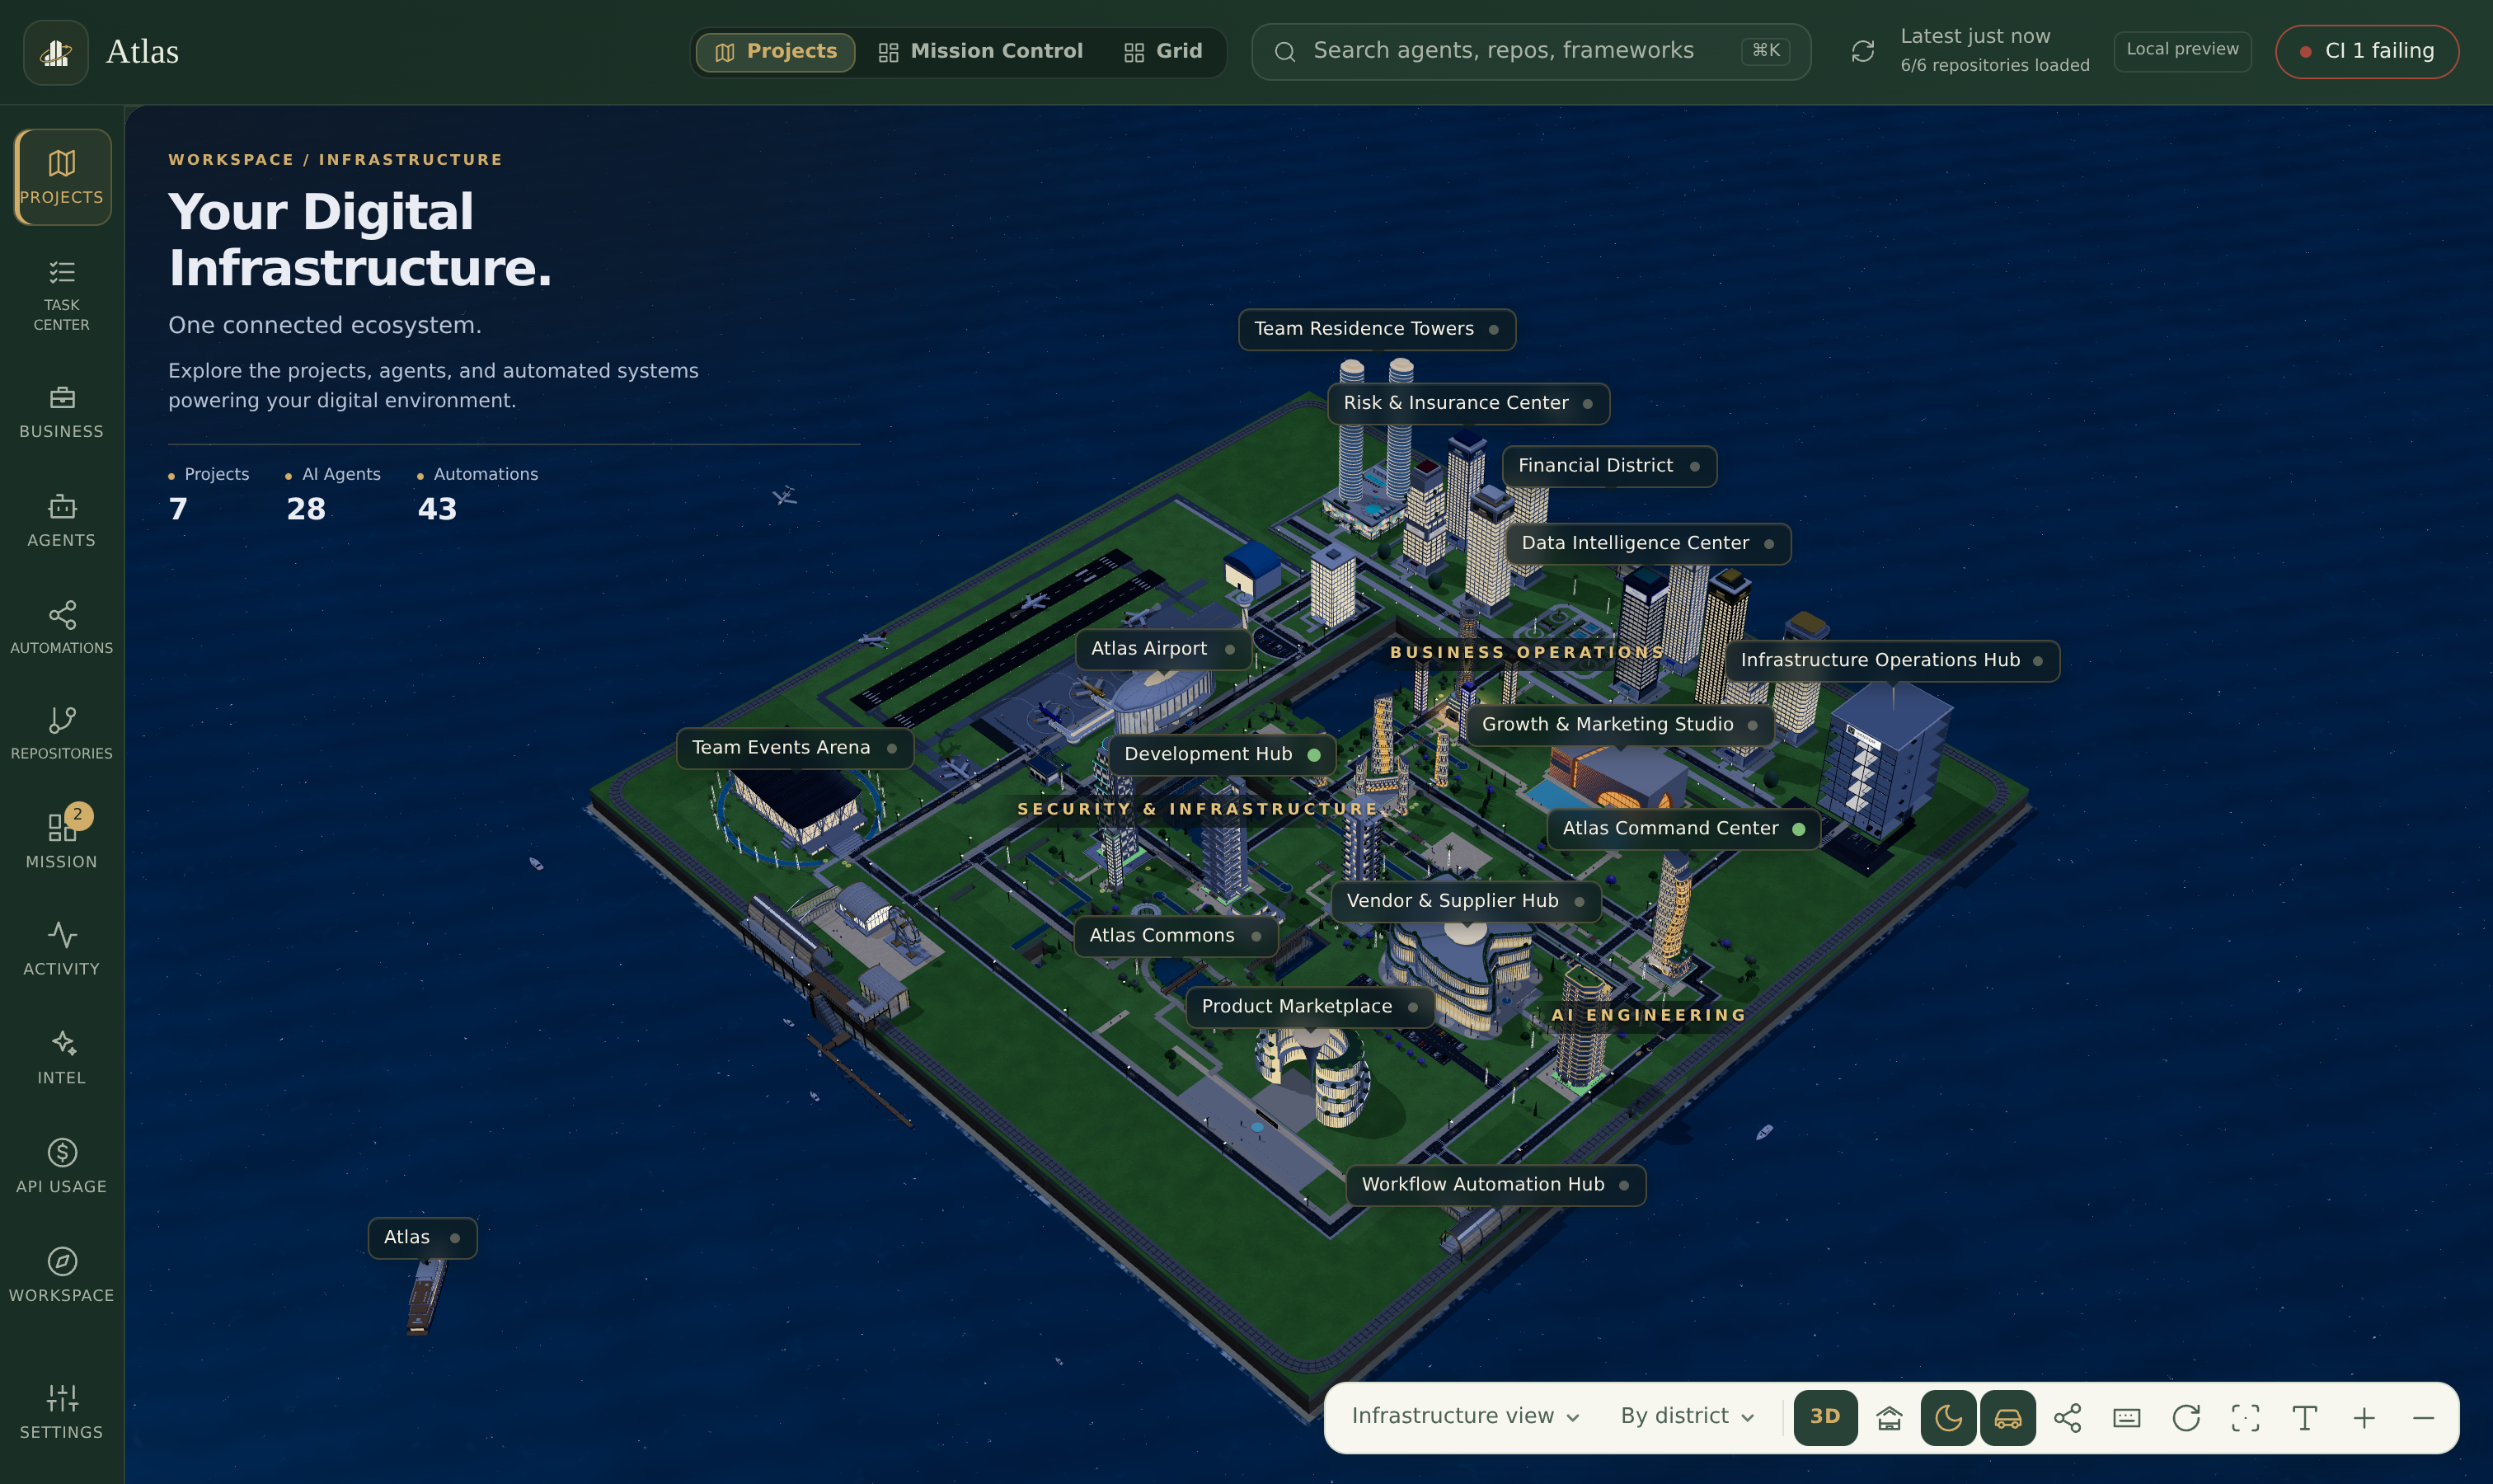 Atlas
Projects
Mission Control
Grid
Search agents, repos, frameworks
⌘K
Latest just now
6/6 repositories loaded
Local preview
CI 1 failing
PROJECTS
TASK
CENTER
BUSINESS
AGENTS
AUTOMATIONS
REPOSITORIES
2
MISSION
ACTIVITY
INTEL
API USAGE
WORKSPACE
SETTINGS
WORKSPACE / INFRASTRUCTURE
Your Digital
Infrastructure.
One connected ecosystem.
Explore the projects, agents, and automated systems
powering your digital environment.
Projects
7
AI Agents
28
Automations
43
Team Residence Towers
Risk & Insurance Center
Financial District
Data Intelligence Center
Atlas Airport
BUSINESS OPERATIONS
Infrastructure Operations Hub
Growth & Marketing Studio
Team Events Arena
Development Hub
SECURITY & INFRASTRUCTURE
Atlas Command Center
Vendor & Supplier Hub
Atlas Commons
Product Marketplace
AI ENGINEERING
Workflow Automation Hub
Atlas
Infrastructure view
By district
3D